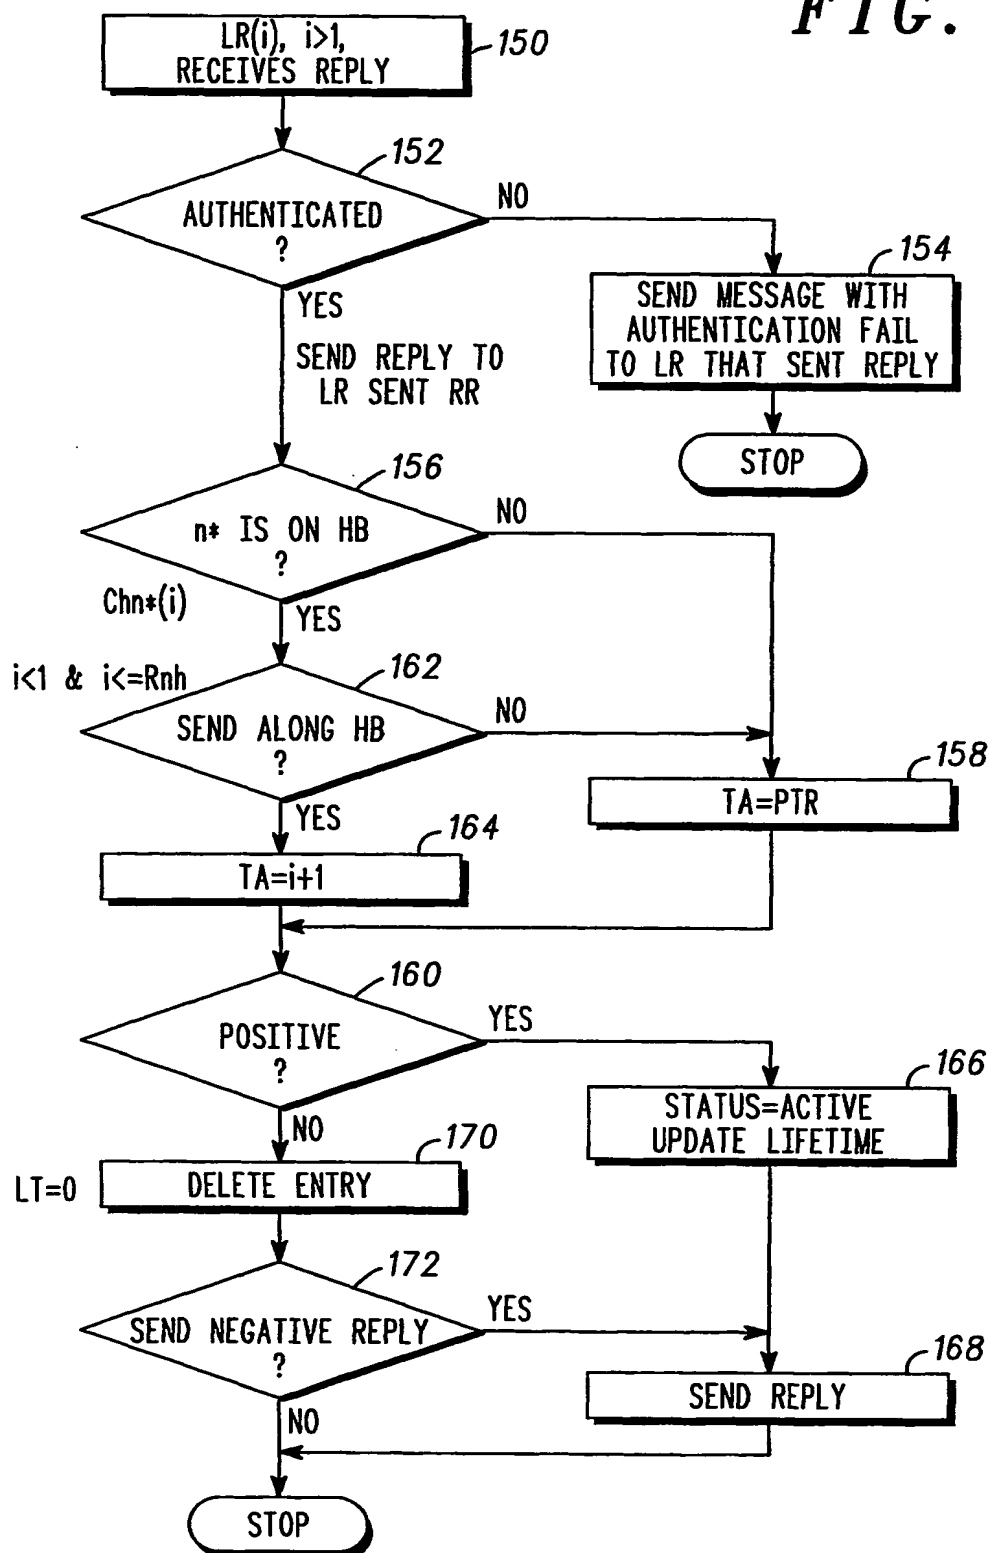 FIG.
LR(i), i>1,
RECEIVES REPLY
150
152
AUTHENTICATED
?
NO
YES
154
SEND MESSAGE WITH
AUTHENTICATION FAIL
TO LR THAT SENT REPLY
SEND REPLY TO
LR SENT RR
STOP
156
n* IS ON HB
?
NO
Chn*(i)
YES
i<1 & i<=Rnh
162
SEND ALONG HB
?
NO
YES
158
TA=PTR
164
TA=i+1
160
POSITIVE
?
YES
NO
166
STATUS=ACTIVE
UPDATE LIFETIME
170
LT=0
DELETE ENTRY
172
SEND NEGATIVE REPLY
?
YES
NO
168
SEND REPLY
STOP